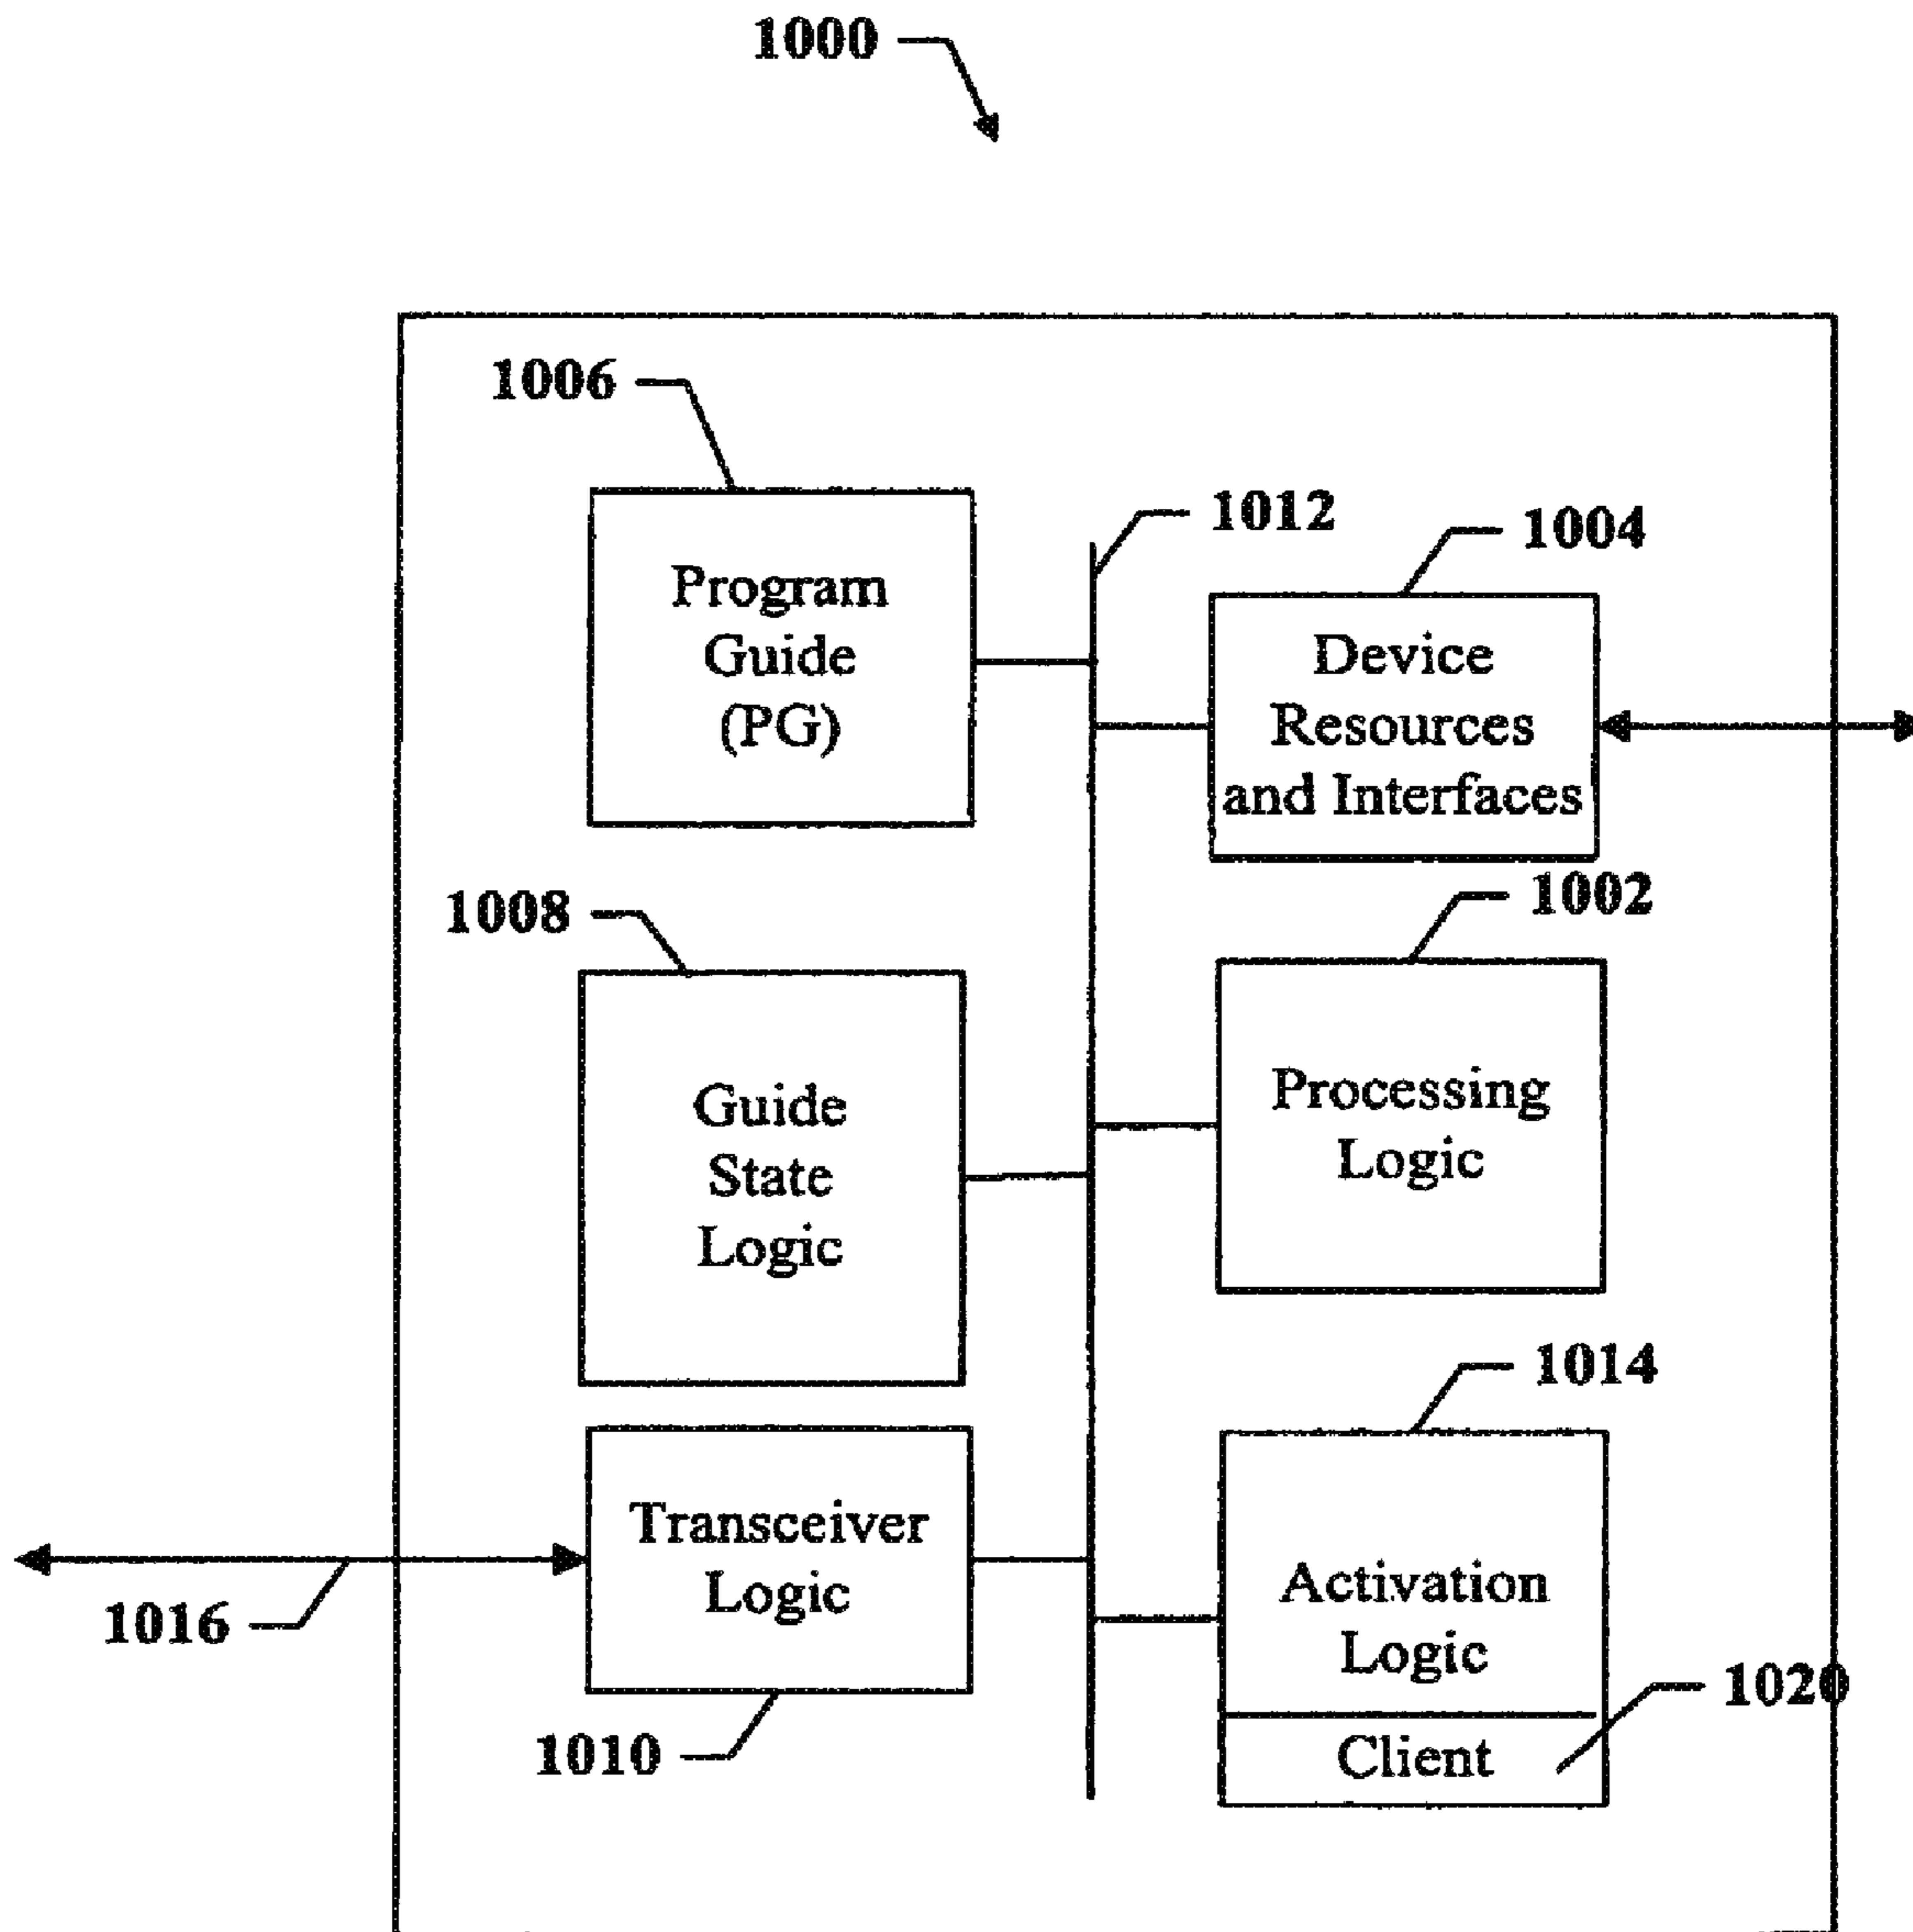 1000
1006
1012
1004
Program
Guide
(PG)
Device
Resources
and Interfaces
1008
1002
Guide
State
Logic
Processing
Logic
1014
Transceiver
Logic
Activation
Logic
1016
1020
1010
Client